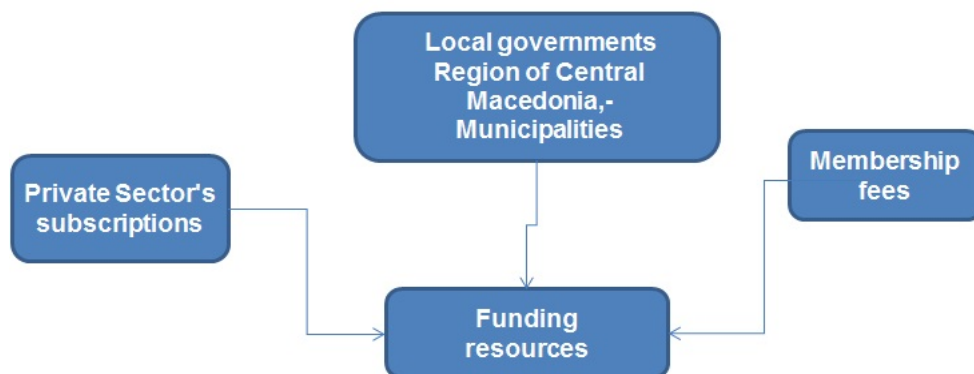 Local governments
Region of Central
Macedonia,-
Municipalities
Private Sector's
subscriptions
Membership
fees
Funding
resources